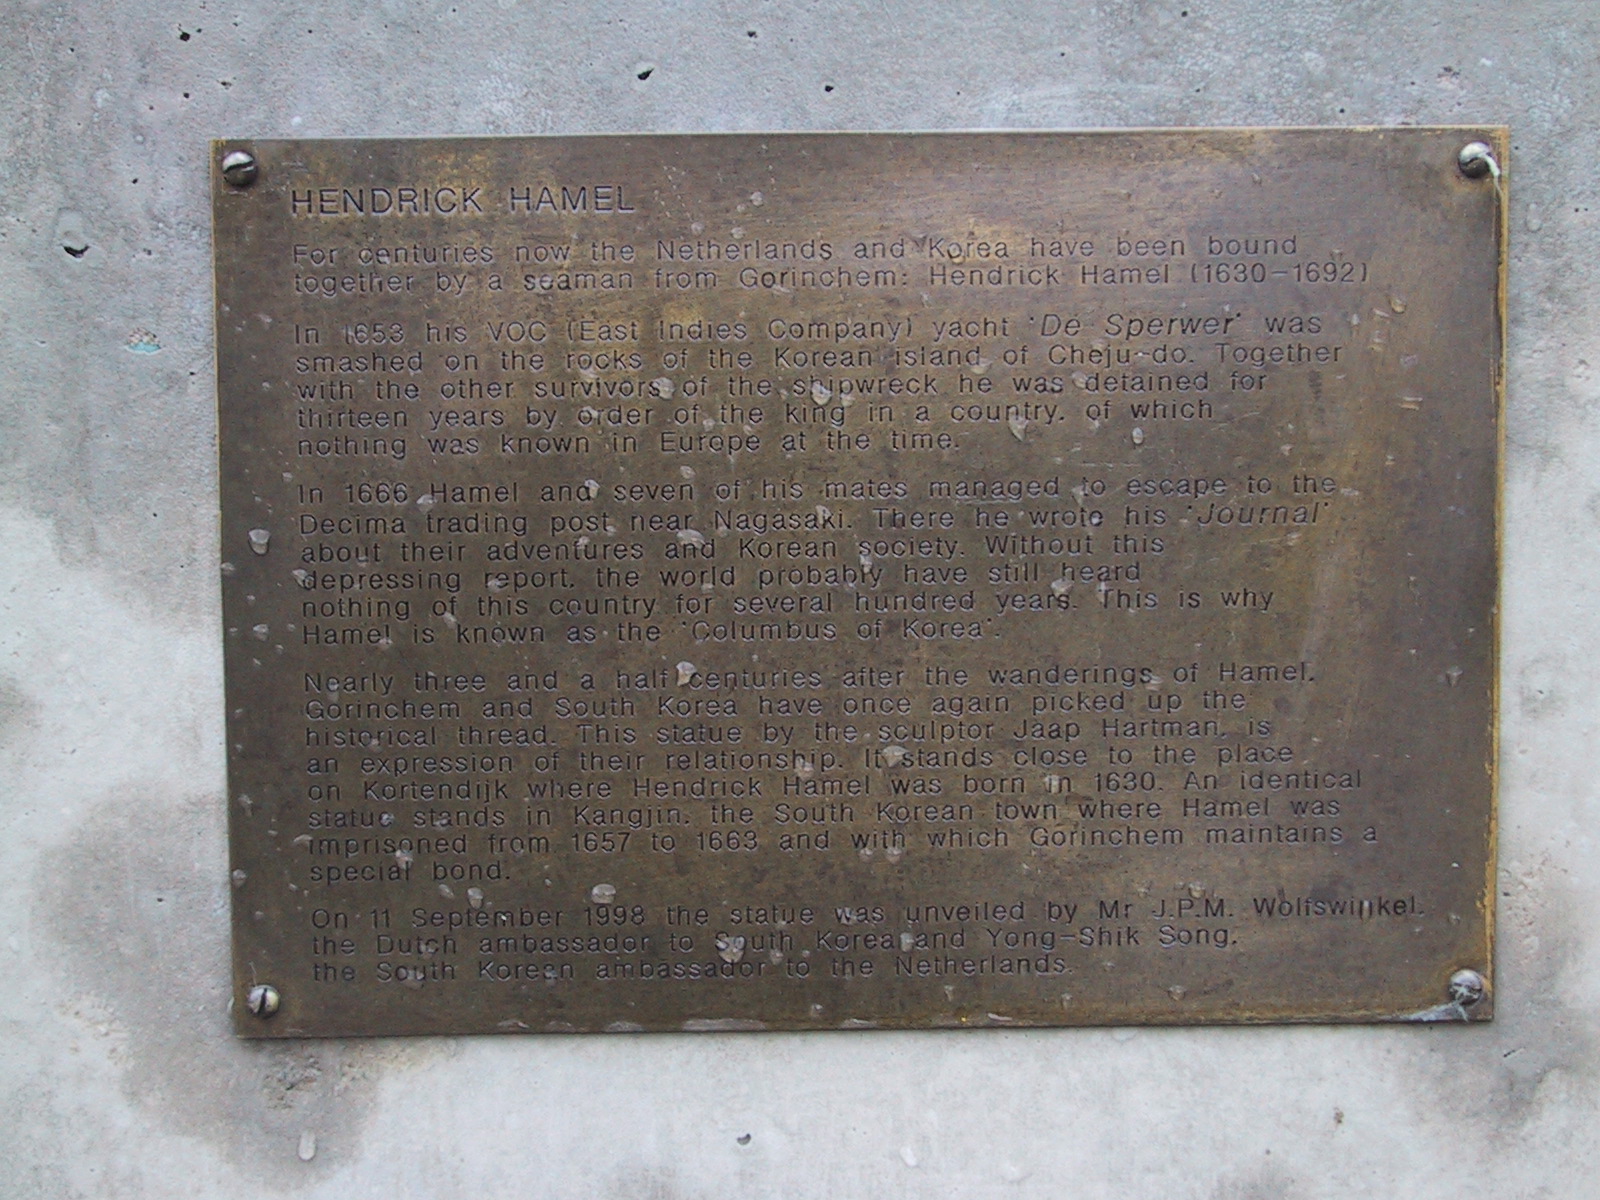 HENDRICK HAMEL
For centuries now the Netherlands and Korea have been bound
together by a seaman from Gorinchem: Hendrick Hamel (1630-1692)
In 1653 his VOC (East Indies Company) yacht 'De Sperwer' was
smashed on the rocks of the Korean island of Cheju-do. Together
with the other survivors of the shipwreck he was detained for
thirteen years by order of the king in a country, of which
nothing was known in Europe at the time.
In 1666 Hamel and seven of his mates managed to escape to the
Decima trading post near Nagasaki. There he wrote his 'Journal'
about their adventures and Korean society. Without this
depressing report, the world probably have still heard
nothing of this country for several hundred years. This is why
Hamel is known as the 'Columbus of Korea'.
Nearly three and a half centuries after the wanderings of Hamel,
Gorinchem and South Korea have once again picked up the
historical thread. This statue by the sculptor Jaap Hartman, is
an expression of their relationship. It stands close to the place
on Kortendijk where Hendrick Hamel was born in 1630. An identical
statue stands in Kangjin, the South Korean town where Hamel was
imprisoned from 1657 to 1663 and with which Gorinchem maintains a
special bond.
On 11 September 1998 the statue was unveiled by Mr J.P.M. Wolfswinkel,
the Dutch ambassador to South Korea and Yong-Shik Song,
the South Korean ambassador to the Netherlands.